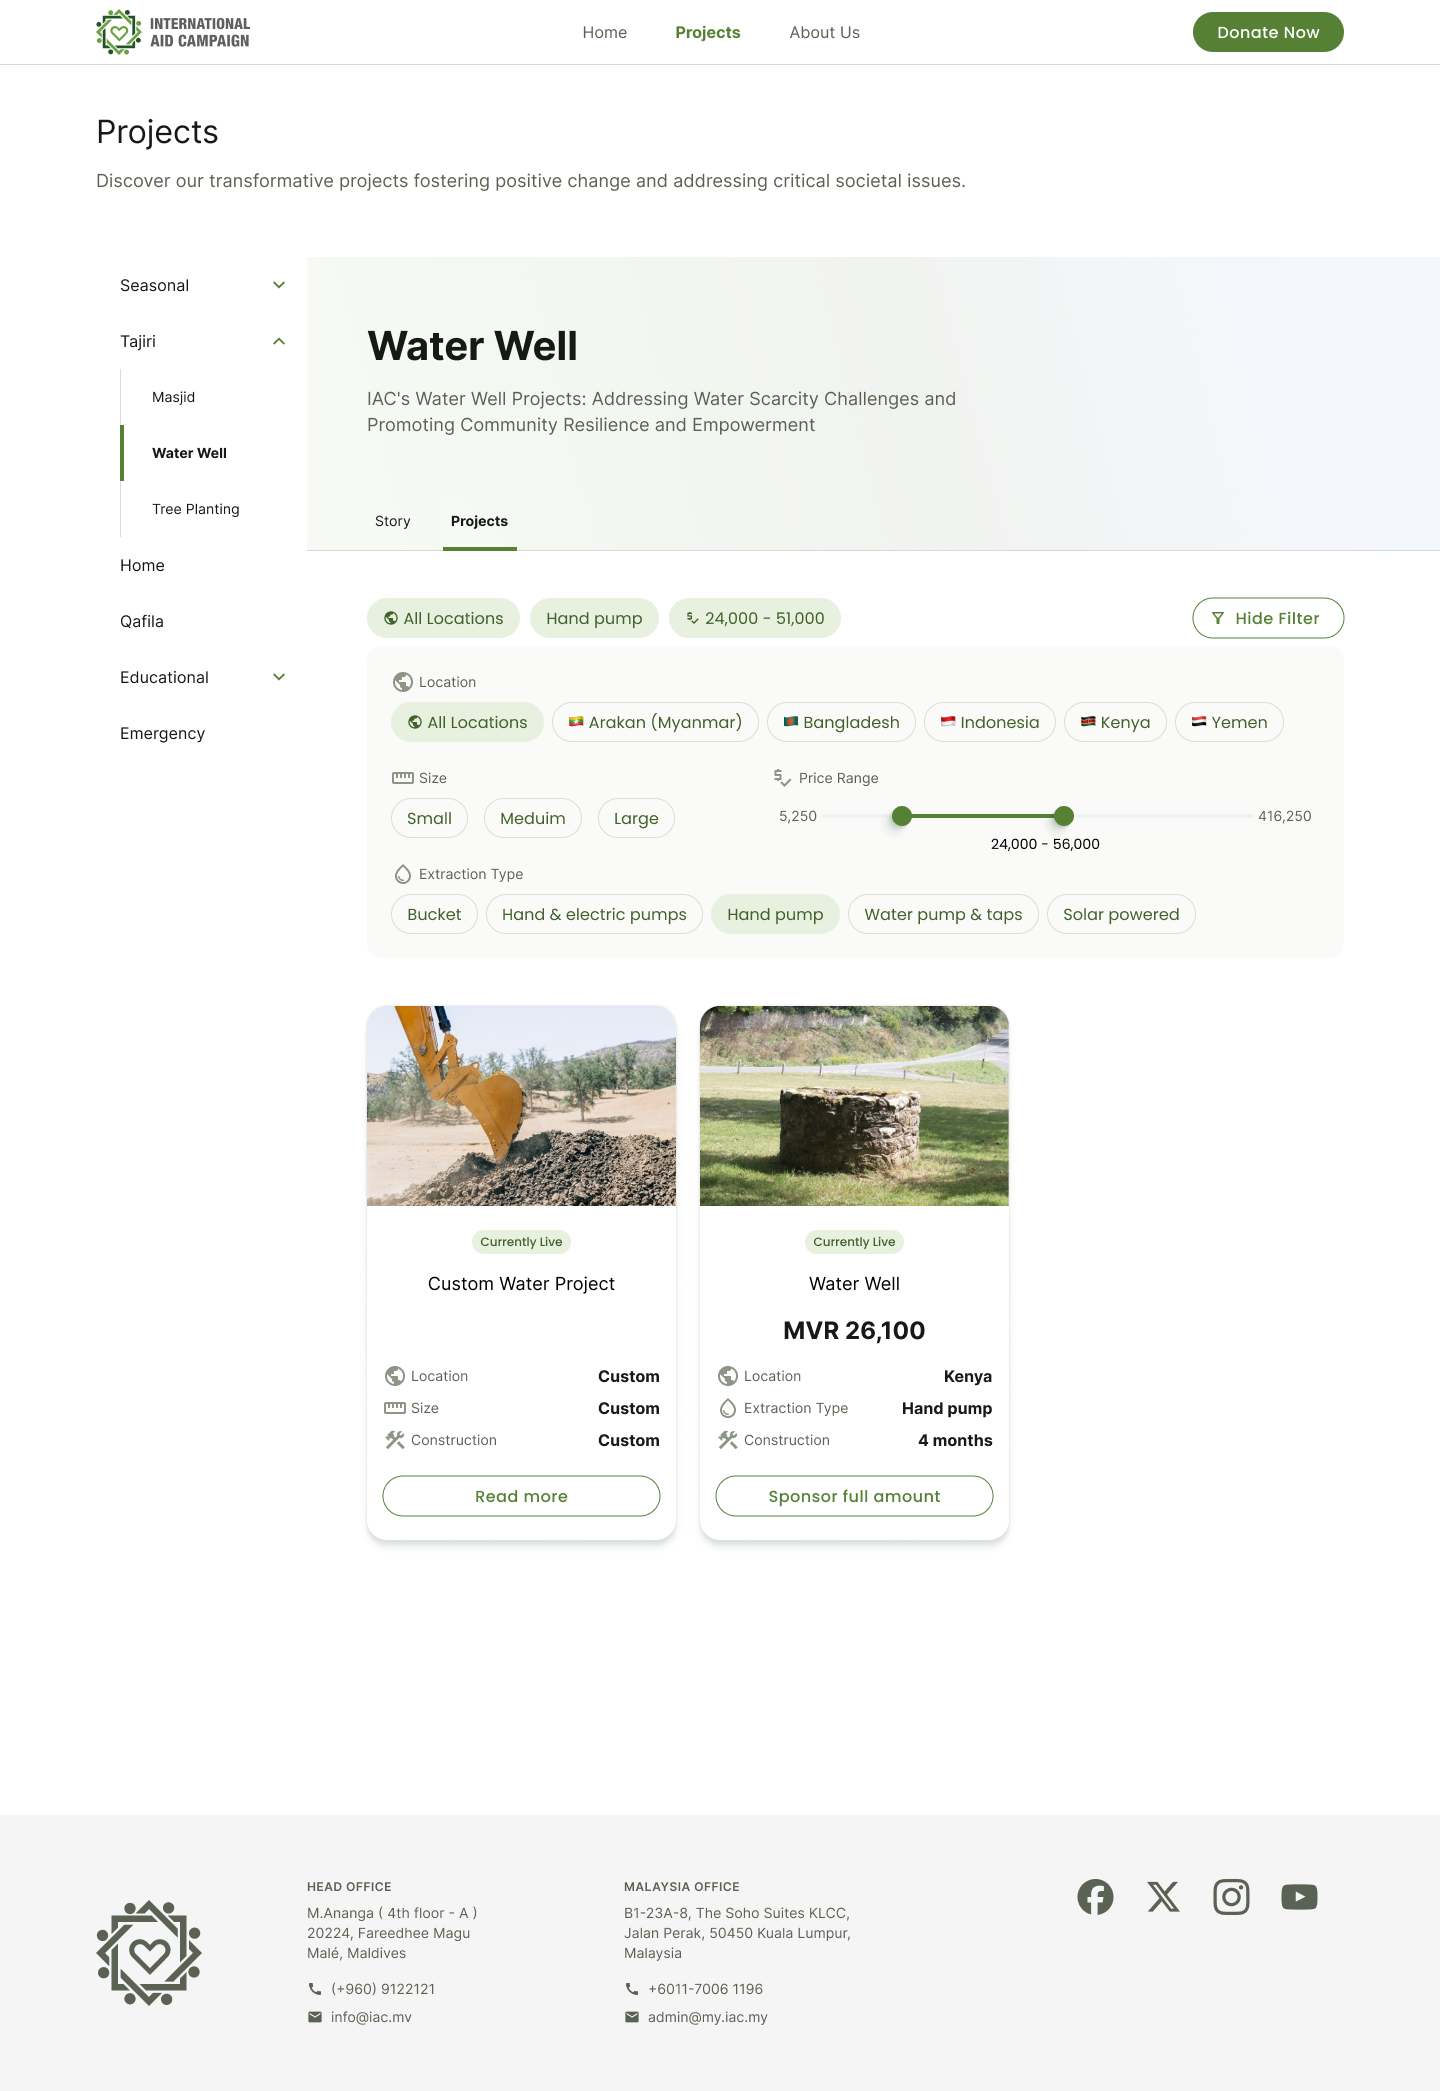 INTERNATIONAL
AID CAMPAIGN
Home
Projects
About Us
Donate Now
Projects
Discover our transformative projects fostering positive change and addressing critical societal issues.
Seasonal
Tajiri
Masjid
Water Well
Tree Planting
Home
Qafila
Educational
Emergency
Water Well
IAC's Water Well Projects: Addressing Water Scarcity Challenges and
Promoting Community Resilience and Empowerment
Story
Projects
All Locations
Hand pump
24,000 - 51,000
Hide Filter
Location
All Locations
Arakan (Myanmar)
Bangladesh
Indonesia
Kenya
Yemen
Size
Small
Meduim
Large
Price Range
5,250
416,250
24,000 - 56,000
Extraction Type
Bucket
Hand & electric pumps
Hand pump
Water pump & taps
Solar powered
Currently Live
Custom Water Project
Location
Custom
Size
Custom
Construction
Custom
Read more
Currently Live
Water Well
MVR 26,100
Location
Kenya
Extraction Type
Hand pump
Construction
4 months
Sponsor full amount
HEAD OFFICE
M.Ananga ( 4th floor - A )
20224, Fareedhee Magu
Malé, Maldives
(+960) 9122121
info@iac.mv
MALAYSIA OFFICE
B1-23A-8, The Soho Suites KLCC,
Jalan Perak, 50450 Kuala Lumpur,
Malaysia
+6011-7006 1196
admin@my.iac.my